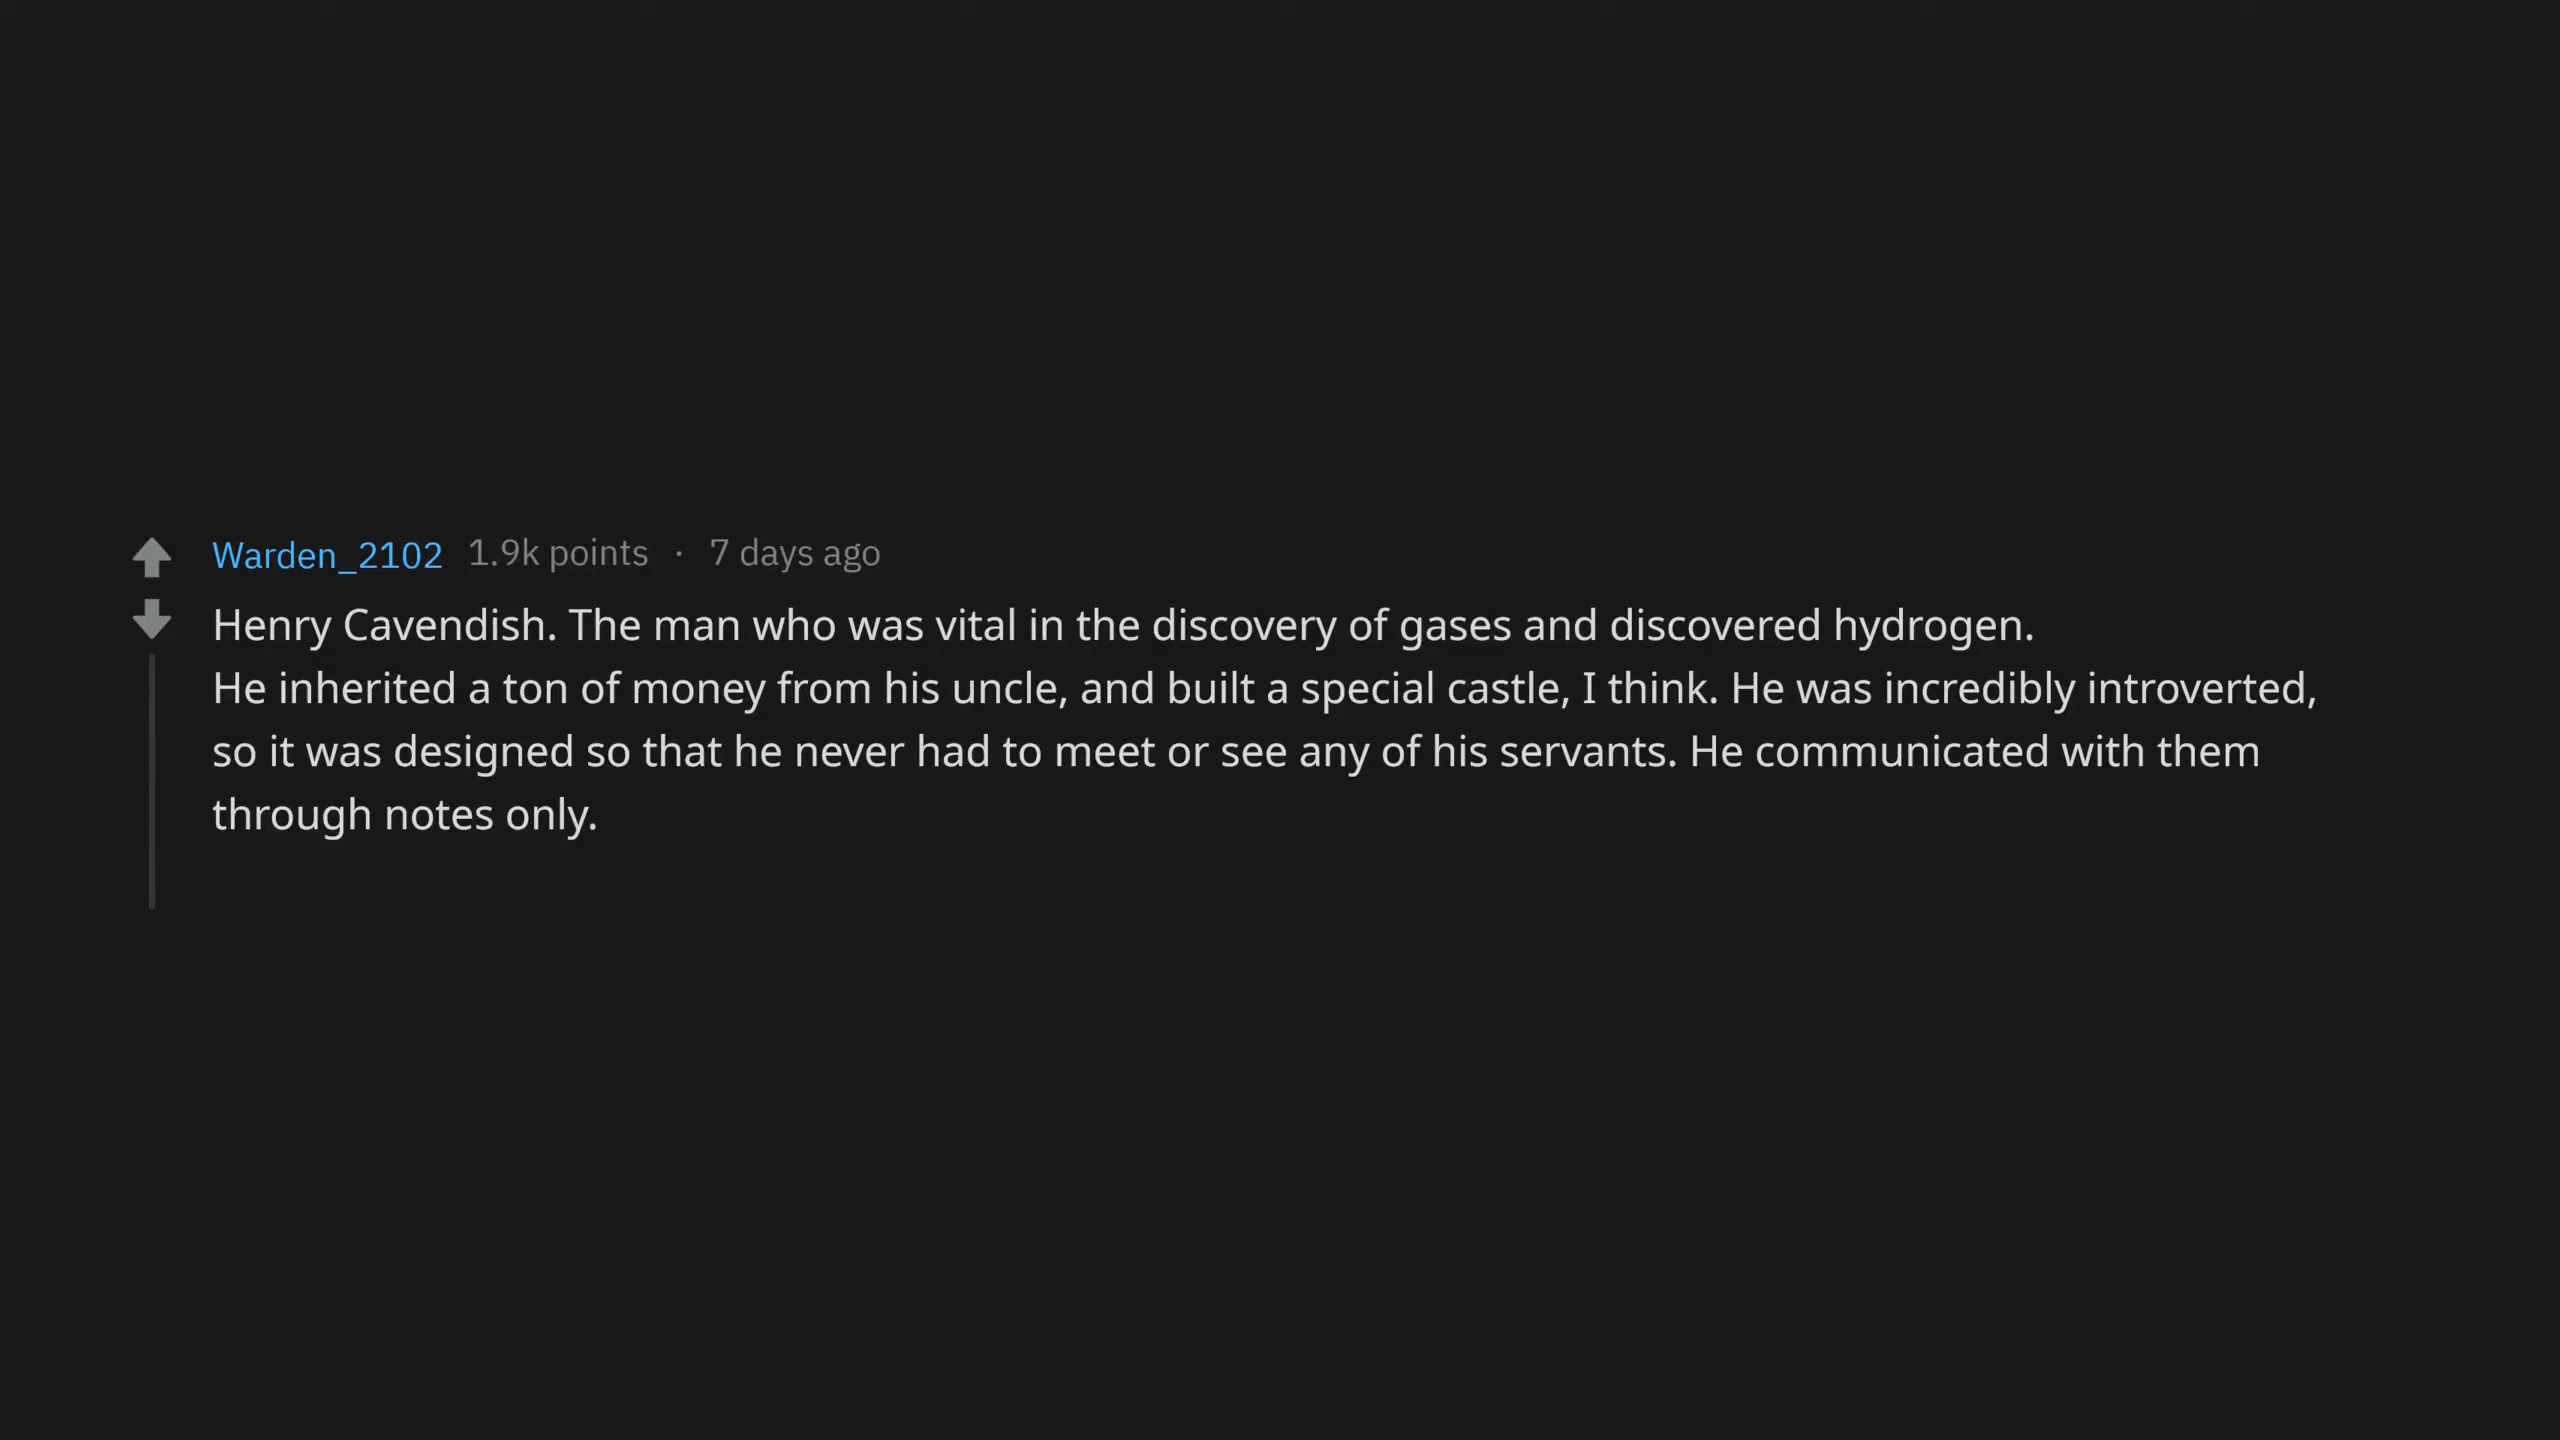 Warden_2102 1.9k points · 7 days ago
Henry Cavendish. The man who was vital in the discovery of gases and discovered hydrogen.
He inherited a ton of money from his uncle, and built a special castle, I think. He was incredibly introverted,
so it was designed so that he never had to meet or see any of his servants. He communicated with them
through notes only.